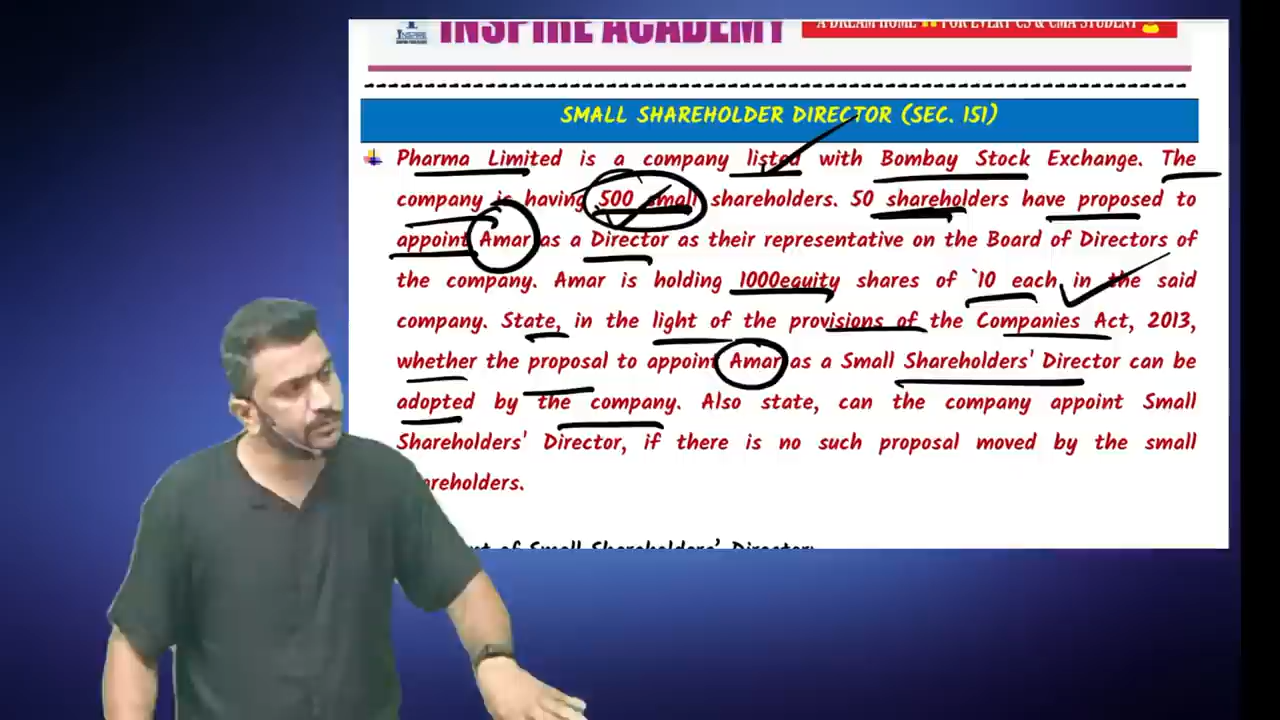 INSPIRE ACADEMY
A DREAM HOME FOR EVERY CS & CMA STUDENT
INSPIRE
SMALL SHAREHOLDER DIRECTOR (SEC. 151)
Pharma Limited is a company listed with Bombay Stock Exchange. The
company is having 500 small shareholders. 50 shareholders have proposed to
appoint Amar as a Director as their representative on the Board of Directors of
the company. Amar is holding 1000equity shares of `10 each in the said
company. State, in the light of the provisions of the Companies Act, 2013,
whether the proposal to appoint Amar as a Small Shareholders' Director can be
adopted by the company. Also state, can the company appoint Small
Shareholders' Director, if there is no such proposal moved by the small
reholders.
of Small Shareholders' Director: